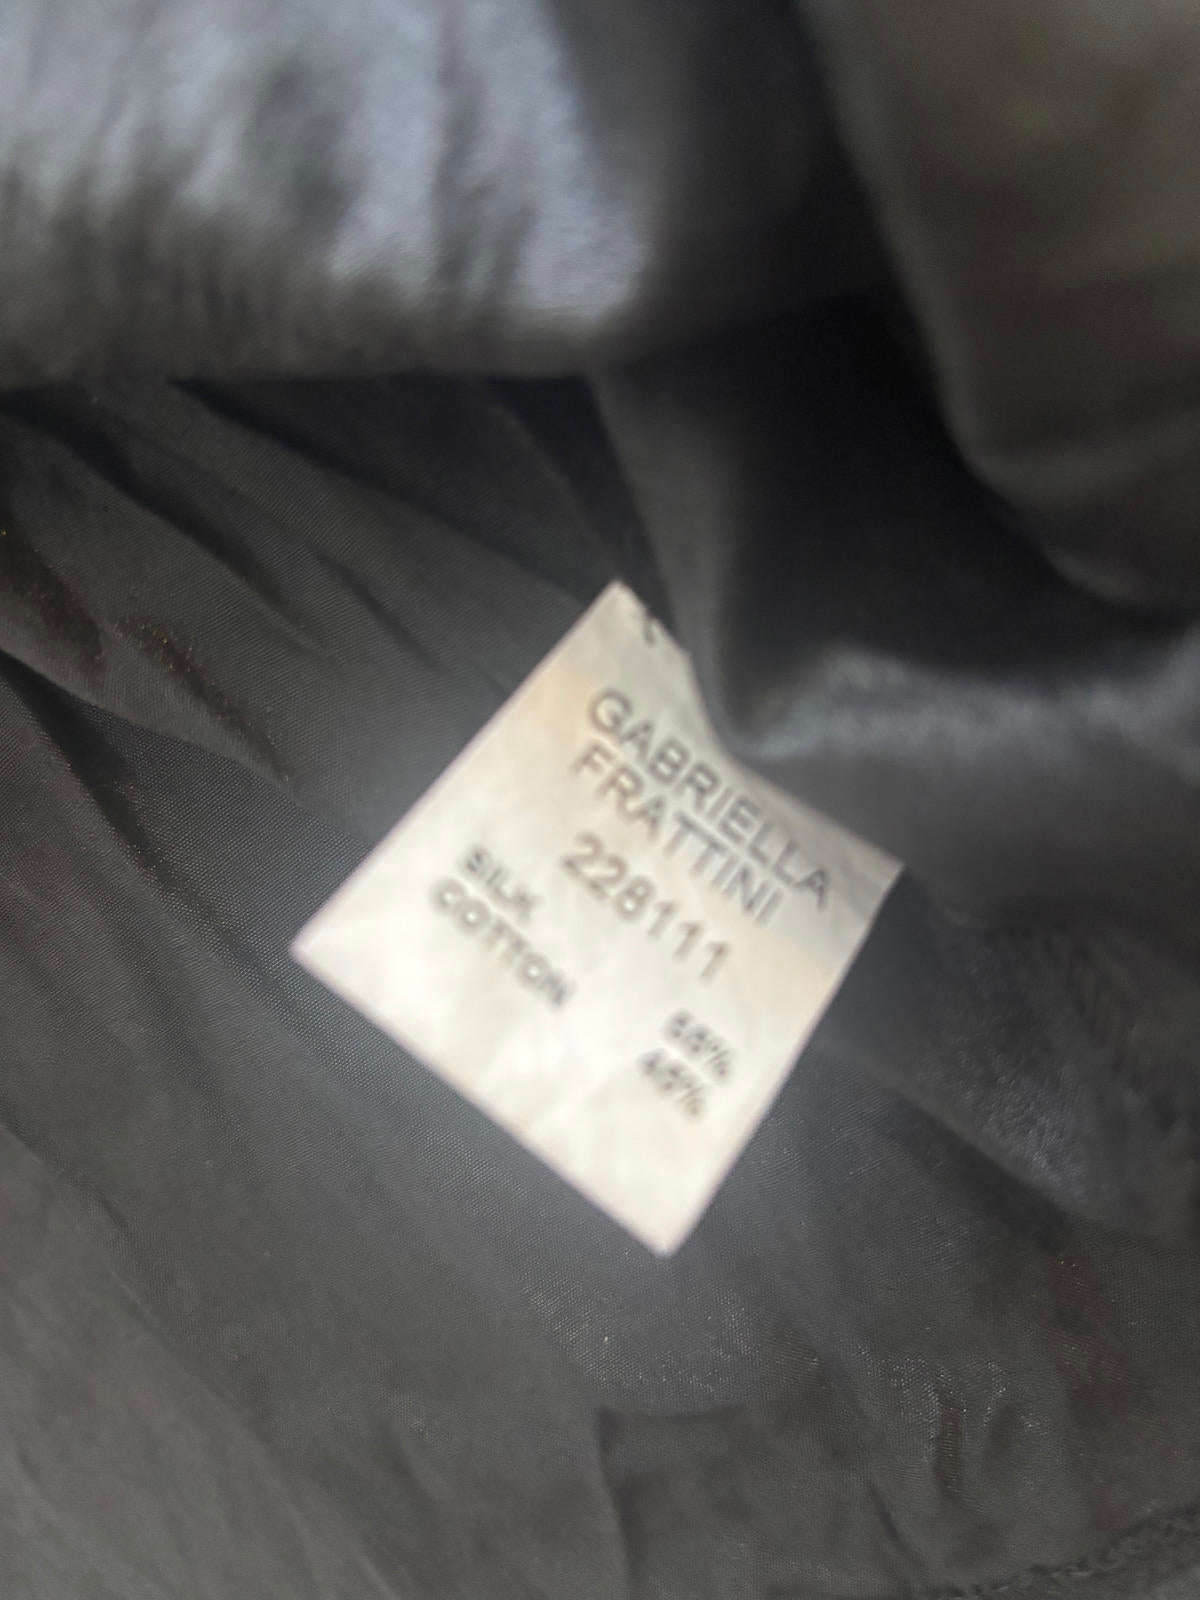 GABRIELLA
FRATTINI
228111
SILK 55%
COTTON 45%